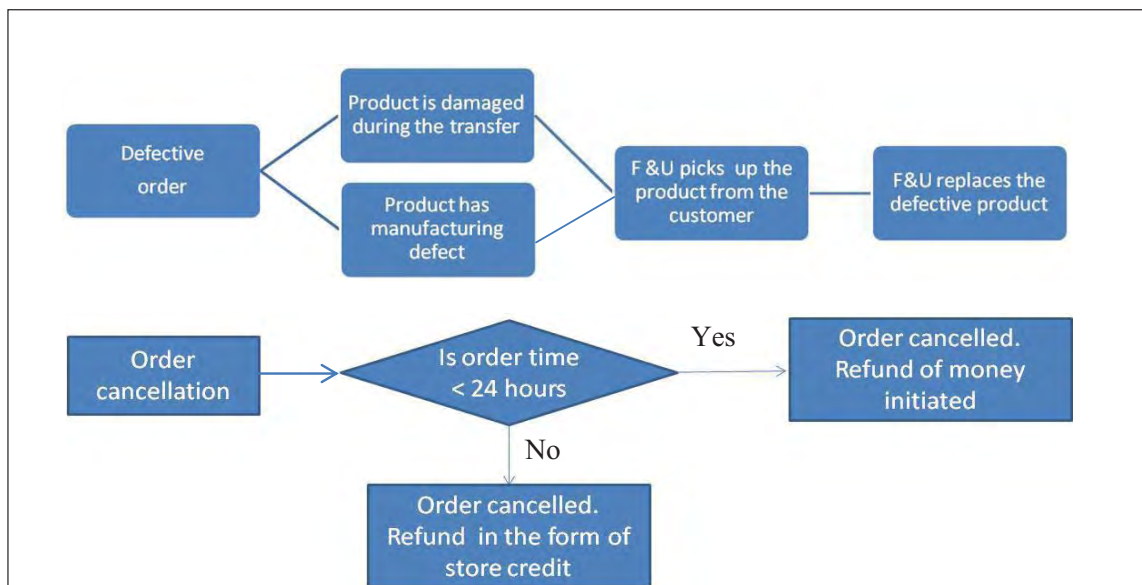 Defective
order
Product is damaged
during the transfer
Product has
manufacturing
defect
F &U picks up the
product from the
customer
F&U replaces the
defective product
Order
cancellation
Is order time
< 24 hours
Yes
Order cancelled.
Refund of money
initiated
No
Order cancelled.
Refund in the form of
store credit